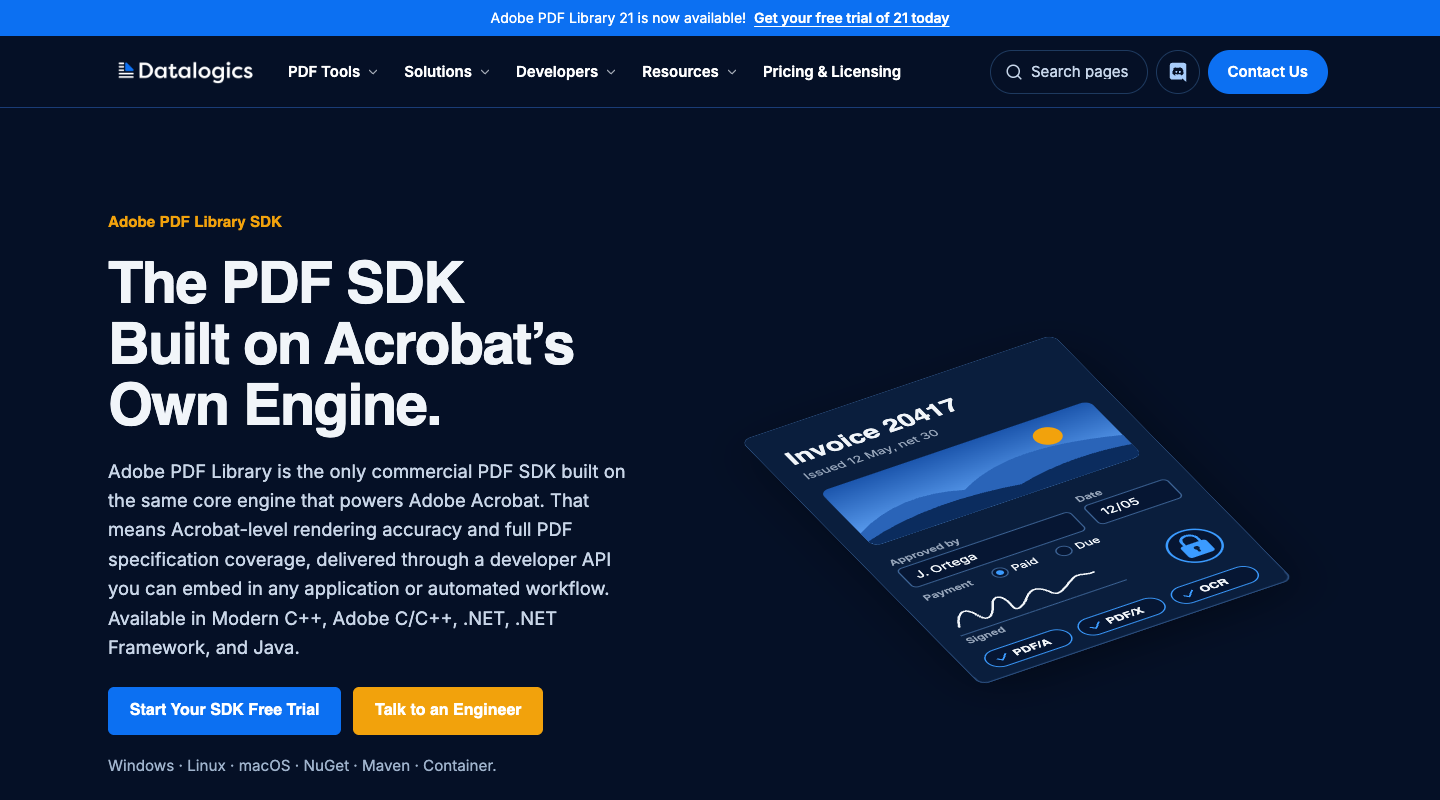 Adobe PDF Library 21 is now available! Get your free trial of 21 today
Datalogics
PDF Tools
Solutions
Developers
Resources
Pricing & Licensing
Search pages
Contact Us
Adobe PDF Library SDK
The PDF SDK
Built on Acrobat’s
Own Engine.
Adobe PDF Library is the only commercial PDF SDK built on
the same core engine that powers Adobe Acrobat. That
means Acrobat-level rendering accuracy and full PDF
specification coverage, delivered through a developer API
you can embed in any application or automated workflow.
Available in Modern C++, Adobe C/C++, .NET, .NET
Framework, and Java.
Start Your SDK Free Trial
Talk to an Engineer
Windows · Linux · macOS · NuGet · Maven · Container.
Invoice 20417
Issued 12 May, net 30
Approved by
J. Ortega
Date
12/05
Payment
Paid
Due
Signed
PDF/A
PDF/X
OCR